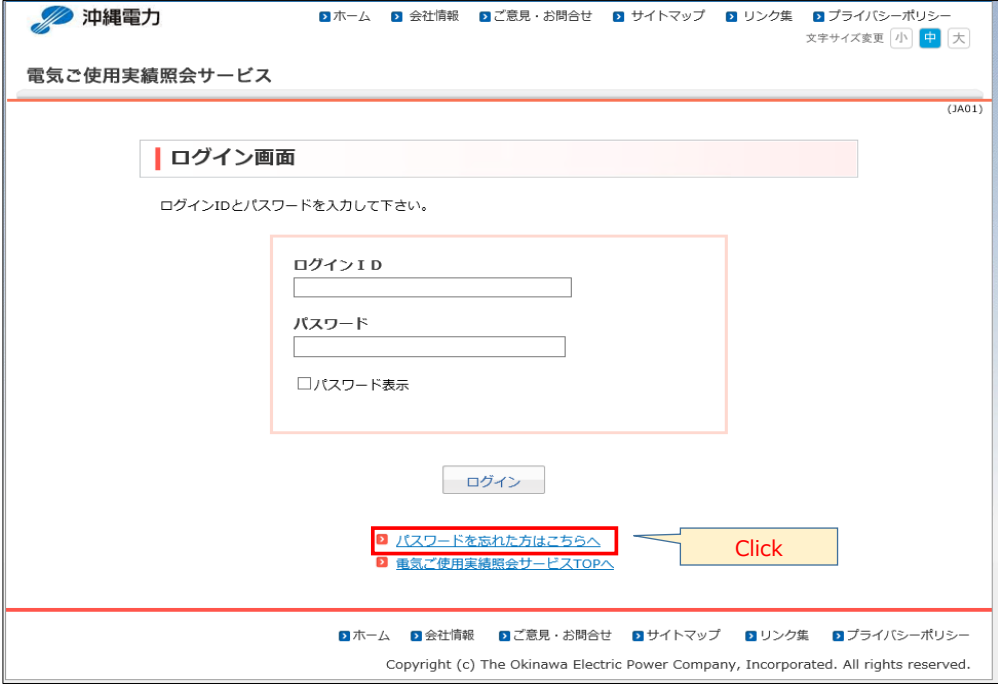 沖縄電力
ホーム 会社情報 ご意見・お問合せ サイトマップ リンク集 プライバシーポリシー
文字サイズ変更 小 中 大
電気ご使用実績照会サービス
(JA01)
ログイン画面
ログインIDとパスワードを入力して下さい。
ログインＩＤ
パスワード
パスワード表示
ログイン
パスワードを忘れた方はこちらへ
Click
電気ご使用実績照会サービスTOPへ
ホーム 会社情報 ご意見・お問合せ サイトマップ リンク集 プライバシーポリシー
Copyright (c) The Okinawa Electric Power Company, Incorporated. All rights reserved.